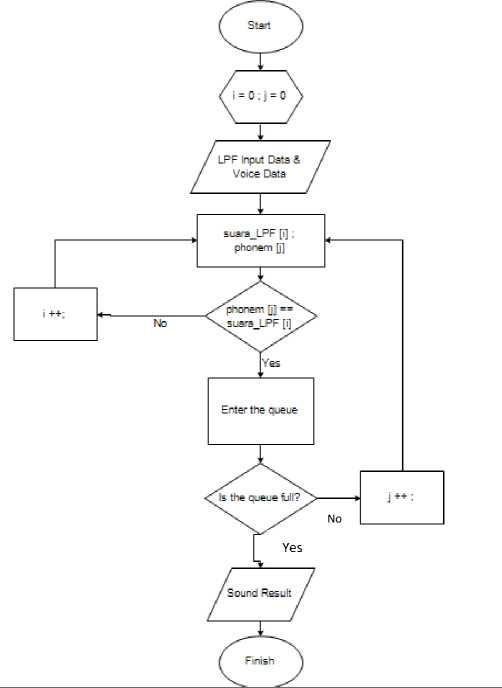 Start
i = 0 ; j = 0
LPF Input Data &
Voice Data
suara_LPF [i] ;
phonem [j]
i ++;
phonem [j] ==
suara_LPF [i]
No
Yes
Enter the queue
Is the queue full?
j ++ ;
No
Yes
Sound Result
Finish